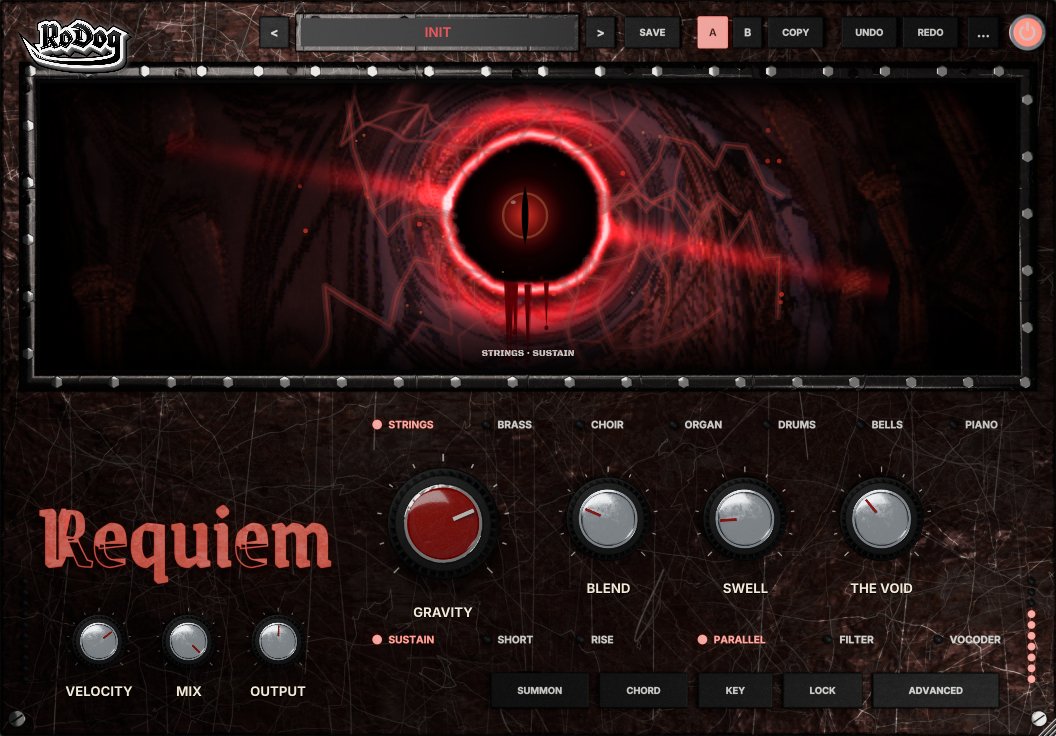 RoDog
<
INIT
>
SAVE
A
B
COPY
UNDO
REDO
...
STRINGS · SUSTAIN
STRINGS
BRASS
CHOIR
ORGAN
DRUMS
BELLS
PIANO
Requiem
GRAVITY
BLEND
SWELL
THE VOID
VELOCITY
MIX
OUTPUT
SUSTAIN
SHORT
RISE
PARALLEL
FILTER
VOCODER
SUMMON
CHORD
KEY
LOCK
ADVANCED